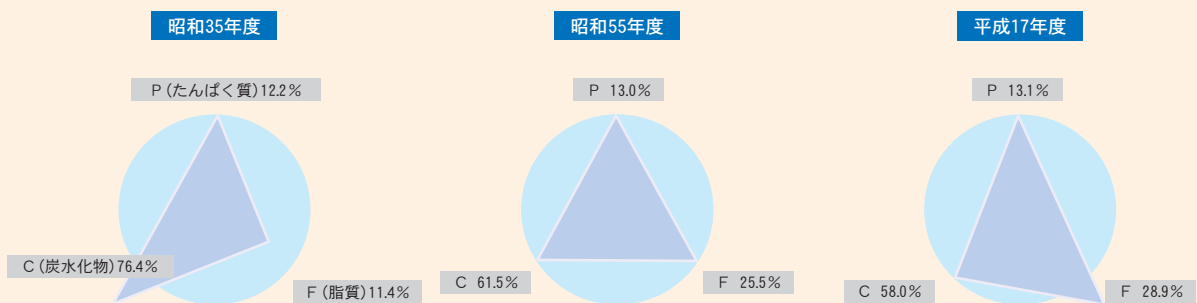 昭和35年度
P(たんぱく質)12.2%
C(炭水化物)76.4%
F(脂質)11.4%
昭和55年度
P 13.0%
C 61.5%
F 25.5%
平成17年度
P 13.1%
C 58.0%
F 28.9%